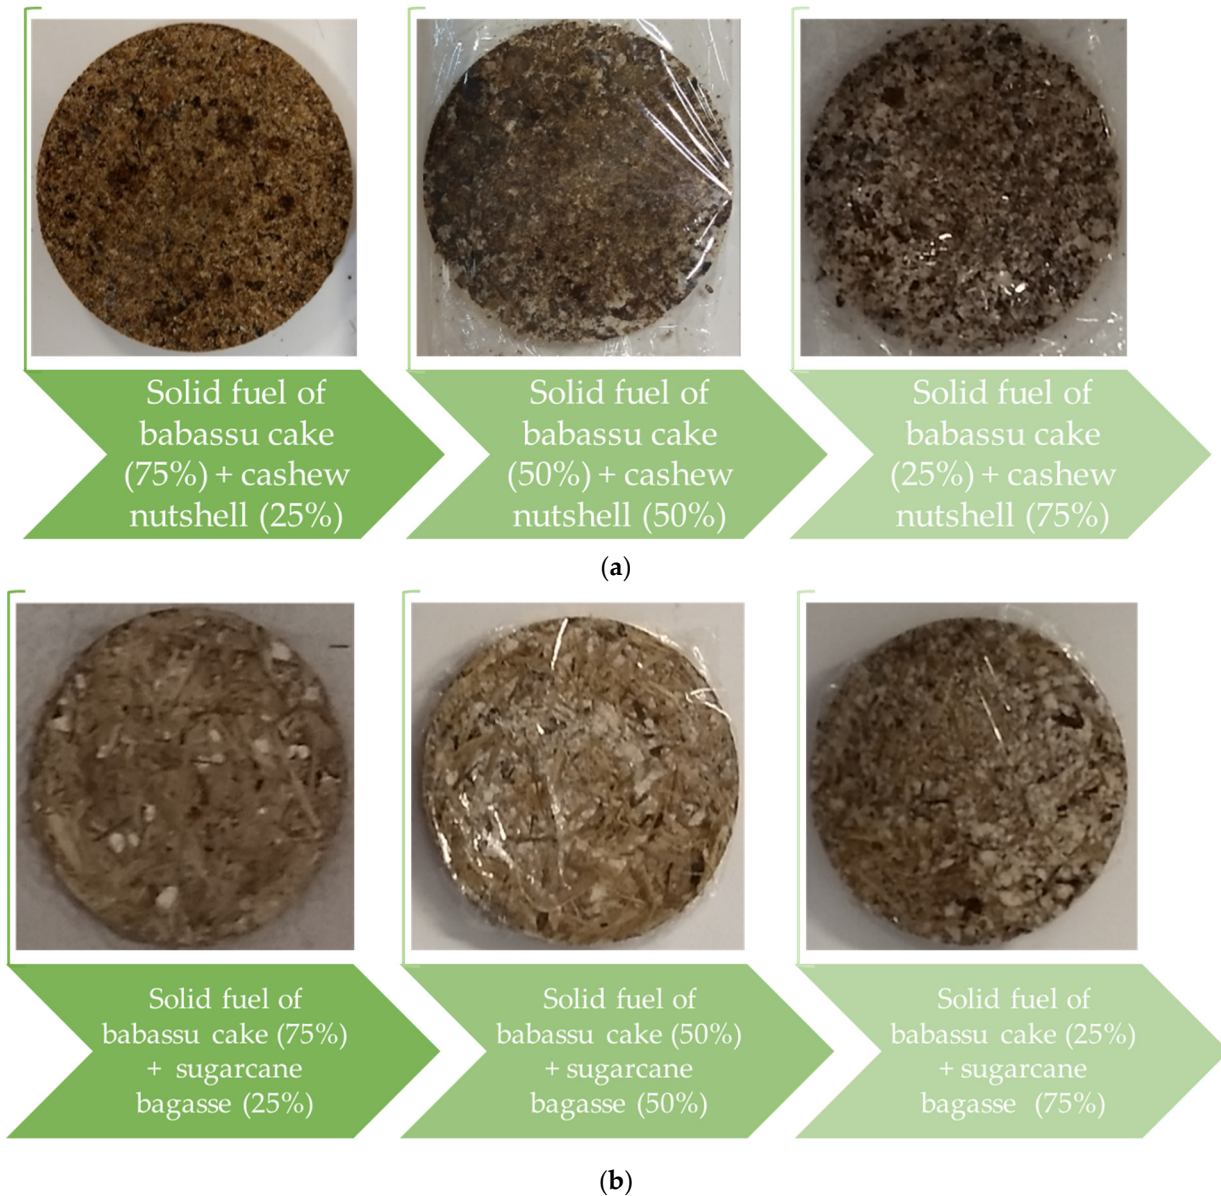 Solid fuel of
babassu cake
(75%) + cashew
nutshell (25%)
Solid fuel of
babassu cake
(50%) + cashew
nutshell (50%)
Solid fuel of
babassu cake
(25%) + cashew
nutshell (75%)
(a)
Solid fuel of
babassu cake (75%)
+ sugarcane
bagasse (25%)
Solid fuel of
babassu cake (50%)
+ sugarcane
bagasse (50%)
Solid fuel of
babassu cake (25%)
+ sugarcane
bagasse (75%)
(b)